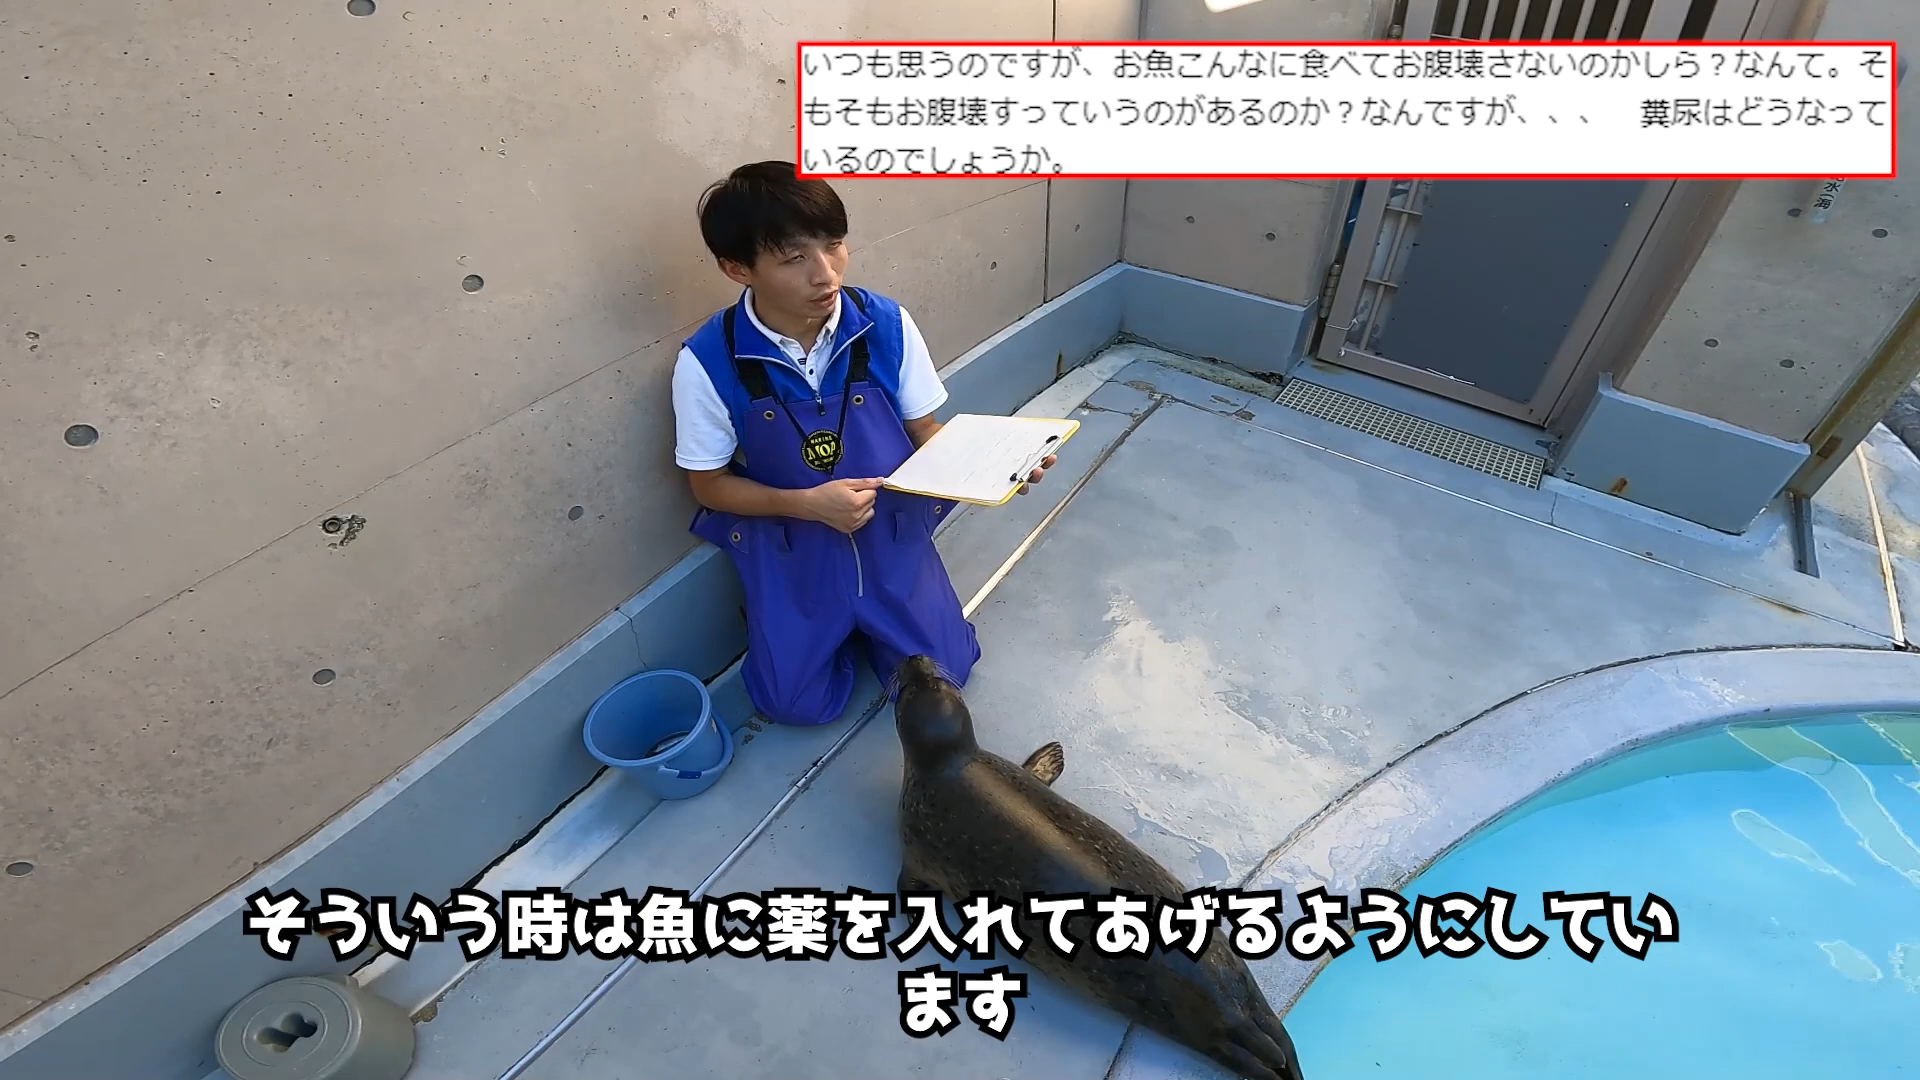 いつも思うのですが、お魚こんなに食べてお腹壊さないのかしら？なんて。そ
もそもお腹壊すっていうのがあるのか？なんですが、、、　糞尿はどうなって
いるのでしょうか。
水（海
MARINE
NOA
そういう時は魚に薬を入れてあげるようにしてい
ます